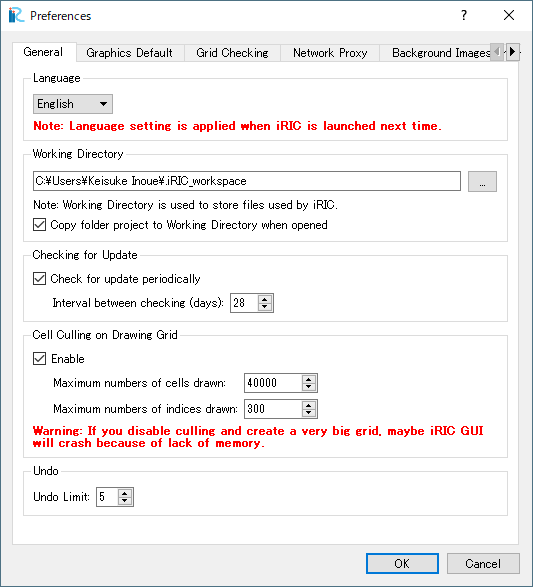 Preferences
General
Graphics Default
Grid Checking
Network Proxy
Background Images
Language
English
Note: Language setting is applied when iRIC is launched next time.
Working Directory
C:¥Users¥Keisuke Inoue¥.iRIC_workspace
...
Note: Working Directory is used to store files used by iRIC.
Copy folder project to Working Directory when opened
Checking for Update
Check for update periodically
Interval between checking (days): 28
Cell Culling on Drawing Grid
Enable
Maximum numbers of cells drawn: 40000
Maximum numbers of indices drawn: 300
Warning: If you disable culling and create a very big grid, maybe iRIC GUI
will crash because of lack of memory.
Undo
Undo Limit: 5
OK
Cancel